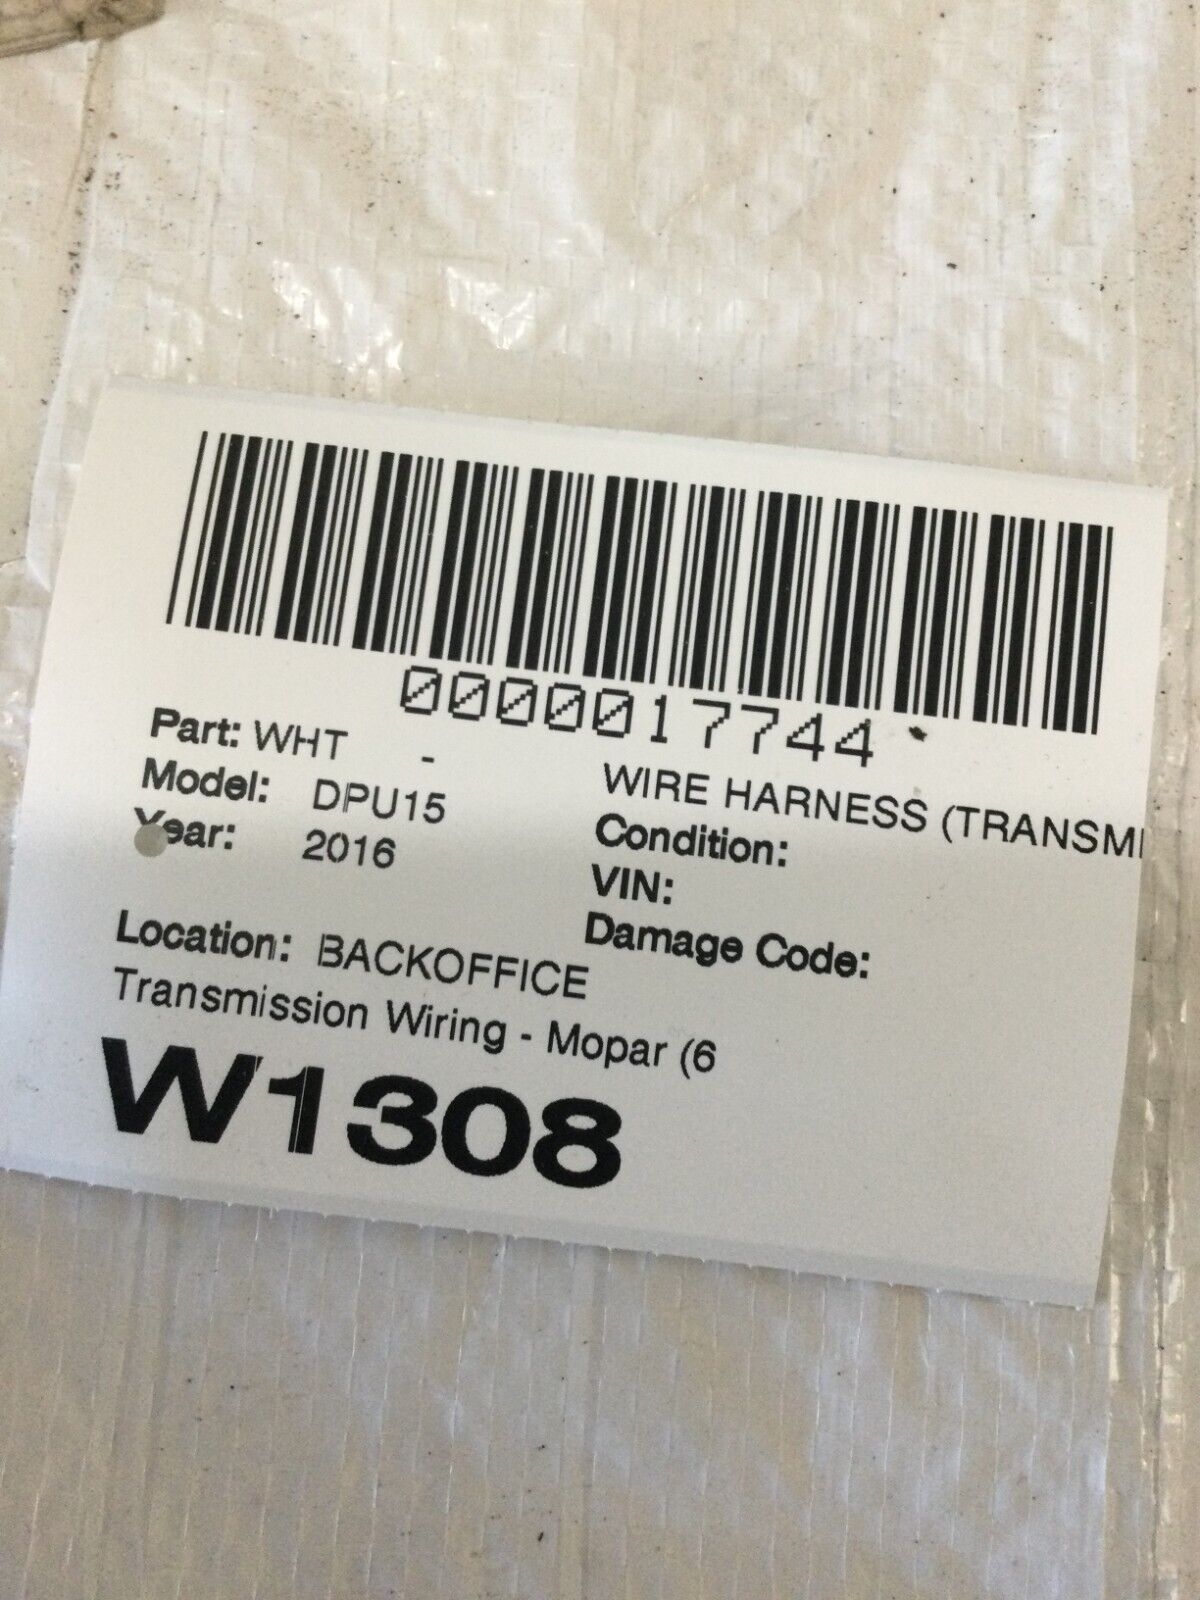 0000017744
Part: WHT - WIRE HARNESS (TRANSMI
Model: DPU15 Condition:
Year: 2016 VIN:
Damage Code:
Location: BACKOFFICE
Transmission Wiring - Mopar (6
W1308